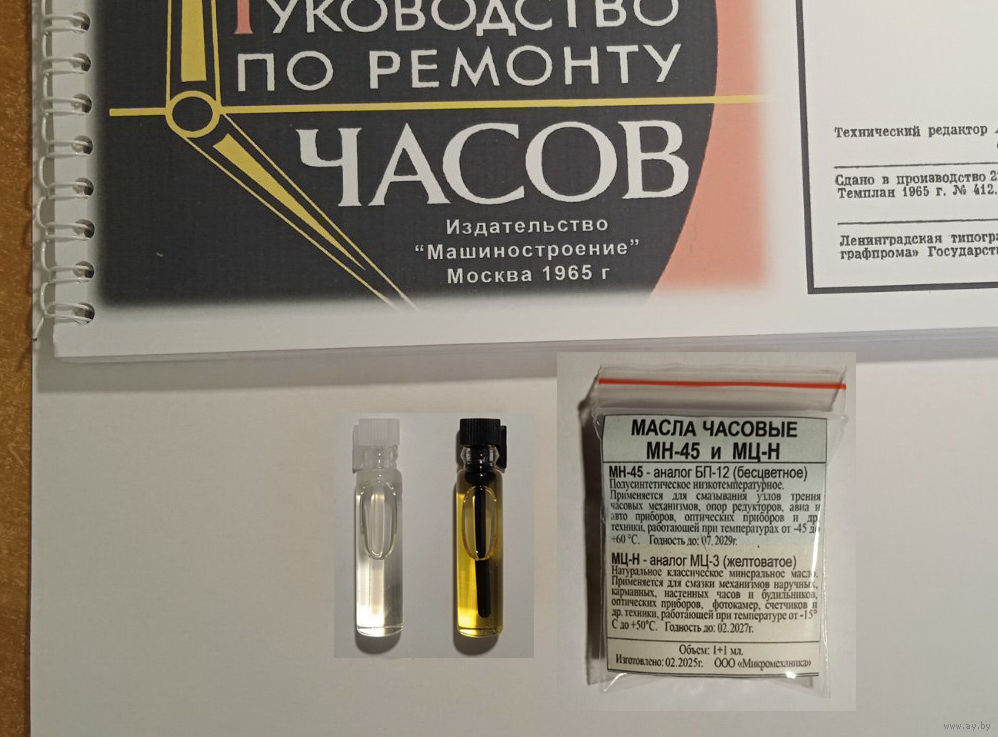 РУКОВОДСТВО
ПО РЕМОНТУ
ЧАСОВ
Издательство
“Машиностроение”
Москва 1965 г
Технический редактор
Сдано в производство 2
Темплан 1965 г. № 412.
Ленинградская типогра
графпрома» Государств
МАСЛА ЧАСОВЫЕ
МН-45 и МЦ-Н
МН-45 - аналог БП-12 (бесцветное)
Полусинтетическое низкотемпературное.
Применяется для смазывания узлов трения
часовых механизмов, опор редукторов, авиа и
авто приборов, оптических приборов и др.
техники, работающей при температурах от -45 до
+60 °С. Годность до: 07.2029г.
МЦ-Н - аналог МЦ-3 (желтоватое)
Натуральное классическое минеральное масло.
Применяется для смазки механизмов наручных,
карманных, настенных часов и будильников,
оптических приборов, фотокамер, счетчиков и
др. техники, работающей при температуре от -15°
С до +50°С. Годность до: 02.2027г.
Объем: 1+1 мл.
Изготовлено: 02.2025г. ООО «Микромеханика»
www.ay.by